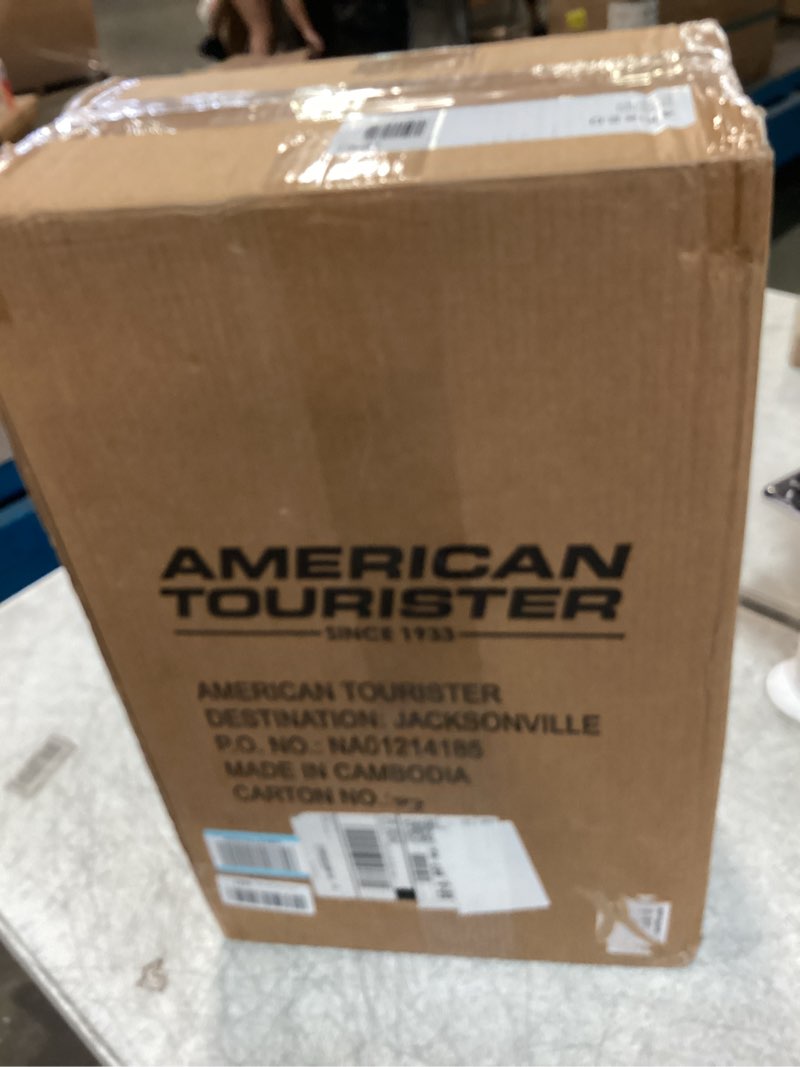 AMERICAN
TOURISTER
SINCE 1933
AMERICAN TOURISTER
DESTINATION: JACKSONVILLE
P.O. NO.: NA01214185
MADE IN CAMBODIA
CARTON NO.: